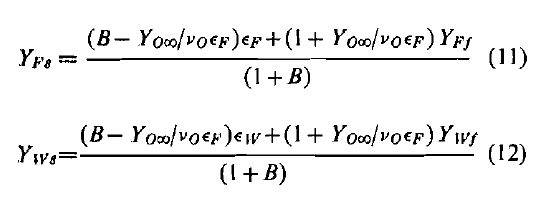 Y_{Fs} = \frac{(B - Y_{O\infty}/\nu_O \epsilon_F)\epsilon_F + (1 + Y_{O\infty}/\nu_O \epsilon_F) Y_{Ff}}{(1 + B)} (11)
Y_{Ws} = \frac{(B - Y_{O\infty}/\nu_O \epsilon_F)\epsilon_W + (1 + Y_{O\infty}/\nu_O \epsilon_F) Y_{Wf}}{(1 + B)} (12)